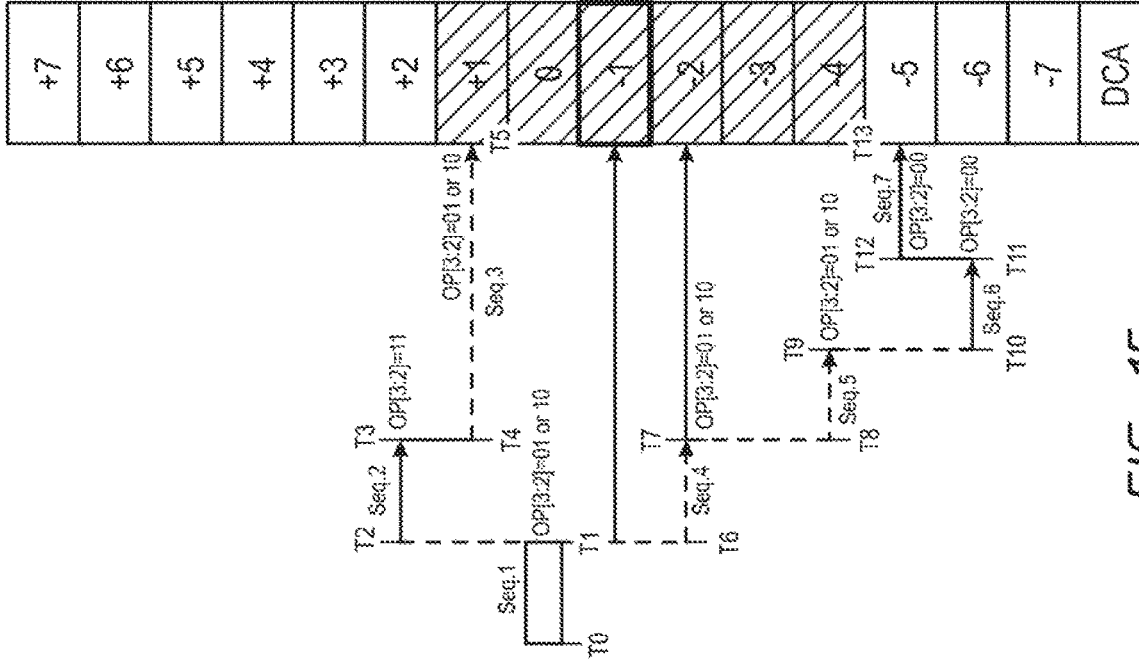 +7
+6
+5
+4
+3
+2
+1
0
-1
-2
-3
-4
-5
-6
-7
DCA
T0
Seq.1
T1
OP[3:2]=01 or 10
T2
Seq.2
T3
OP[3:2]=11
T4
OP[3:2]=01 or 10
Seq.3
T5
T6
Seq.4
T7
OP[3:2]=01 or 10
T8
Seq.5
T9
OP[3:2]=01 or 10
T10
Seq.6
T11
OP[3:2]=00
T12
Seq.7
OP[3:2]=00
T13